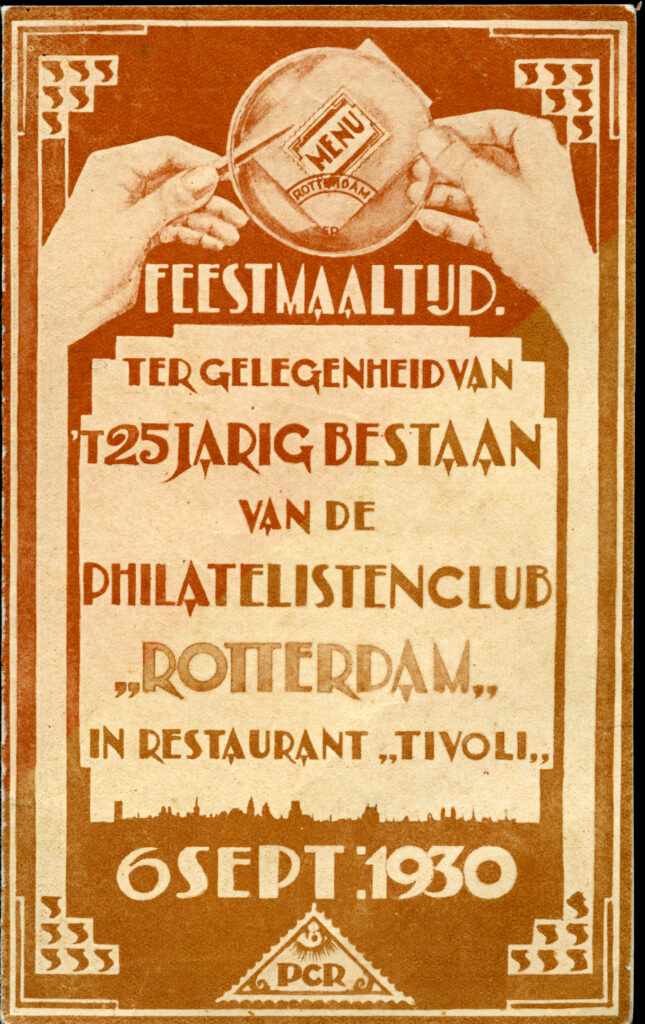 MENU
ROTTERDAM
FEESTMAALTIJD.
TER GELEGENHEID VAN
'T 25 JARIG BESTAAN
VAN DE
PHILATELISTENCLUB
„ROTTERDAM„
IN RESTAURANT „TIVOLI„
6 SEPT: 1930
PCR